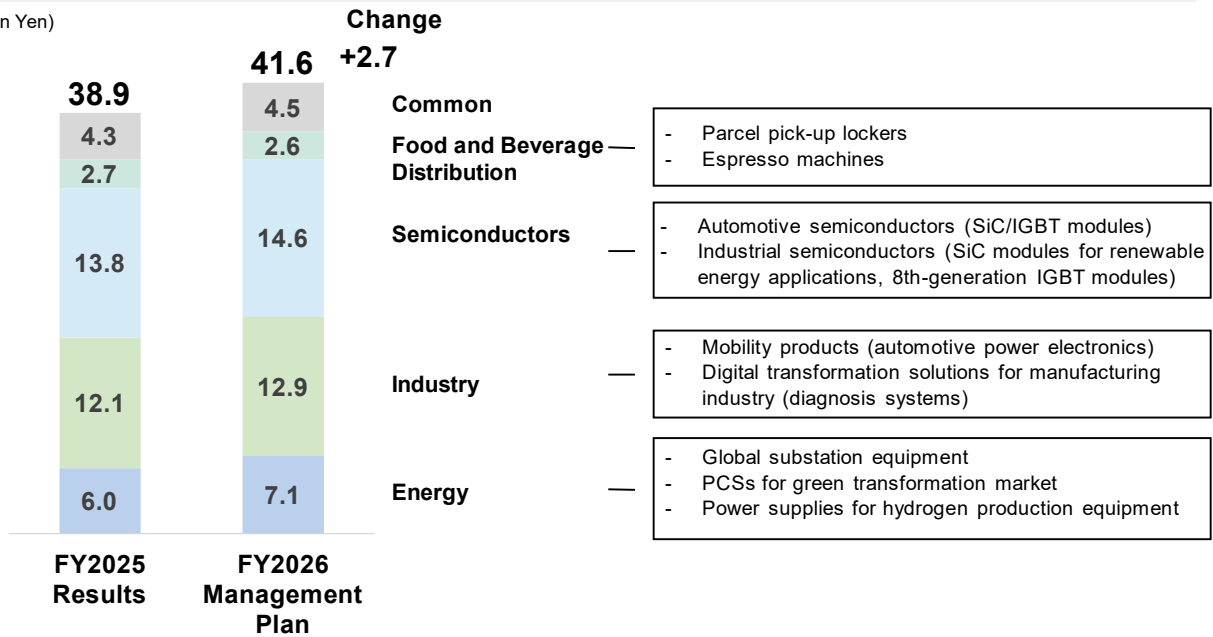 n Yen)
Change
+2.7
38.9
4.3
2.7
13.8
12.1
6.0
FY2025
Results
41.6
4.5
2.6
14.6
12.9
7.1
FY2026
Management
Plan
Common
Food and Beverage
Distribution
- Parcel pick-up lockers
- Espresso machines
Semiconductors
- Automotive semiconductors (SiC/IGBT modules)
- Industrial semiconductors (SiC modules for renewable
energy applications, 8th-generation IGBT modules)
Industry
- Mobility products (automotive power electronics)
- Digital transformation solutions for manufacturing
industry (diagnosis systems)
Energy
- Global substation equipment
- PCSs for green transformation market
- Power supplies for hydrogen production equipment